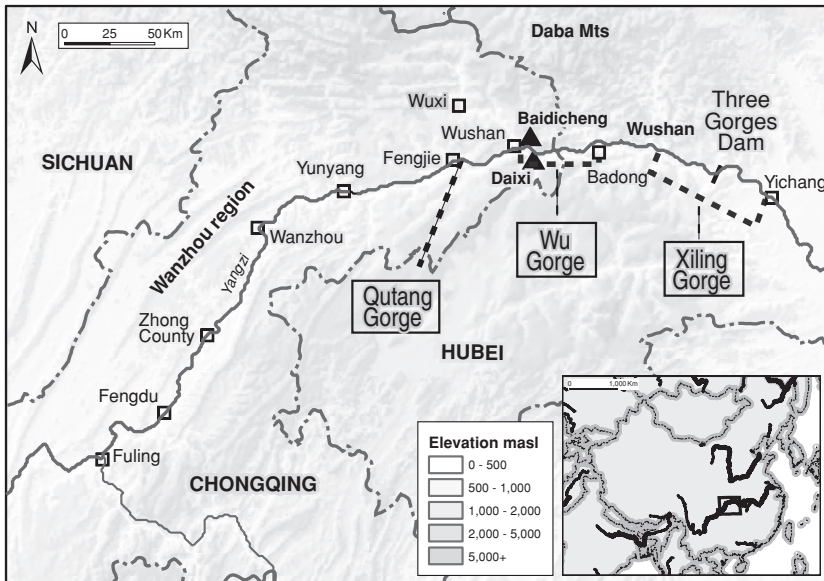 N
0 25 50 Km
Daba Mts
Wuxi
Baidicheng
Wushan
Wushan
Three
Gorges
Dam
SICHUAN
Fengjie
Daixi
Badong
Yunyang
Yichang
Wanzhou region
Wanzhou
Yangzi
Wu
Gorge
Xiling
Gorge
Qutang
Gorge
Zhong
County
HUBEI
Fengdu
Fuling
CHONGQING
Elevation masl
0 - 500
500 - 1,000
1,000 - 2,000
2,000 - 5,000
5,000+
0 1,000 Km